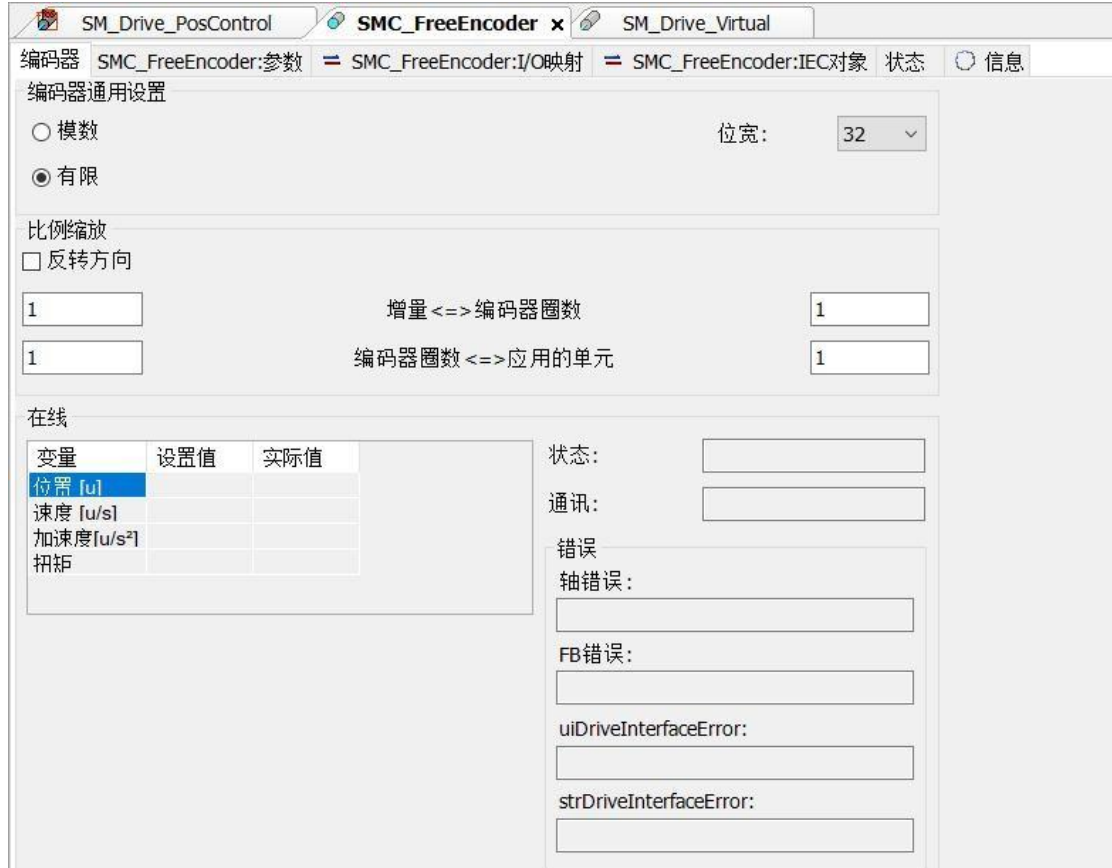 SM_Drive_PosControl SMC_FreeEncoder x SM_Drive_Virtual
编码器 SMC_FreeEncoder:参数 SMC_FreeEncoder:I/O映射 SMC_FreeEncoder:IEC对象 状态 信息
编码器通用设置
模数 位宽: 32
有限
比例缩放
反转方向
1 增量<=>编码器圈数 1
1 编码器圈数<=>应用的单元 1
在线
变量 设置值 实际值
位置 [u]
速度 [u/s]
加速度[u/s²]
扭矩
状态:
通讯:
错误
轴错误:
FB错误:
uiDriveInterfaceError:
strDriveInterfaceError: